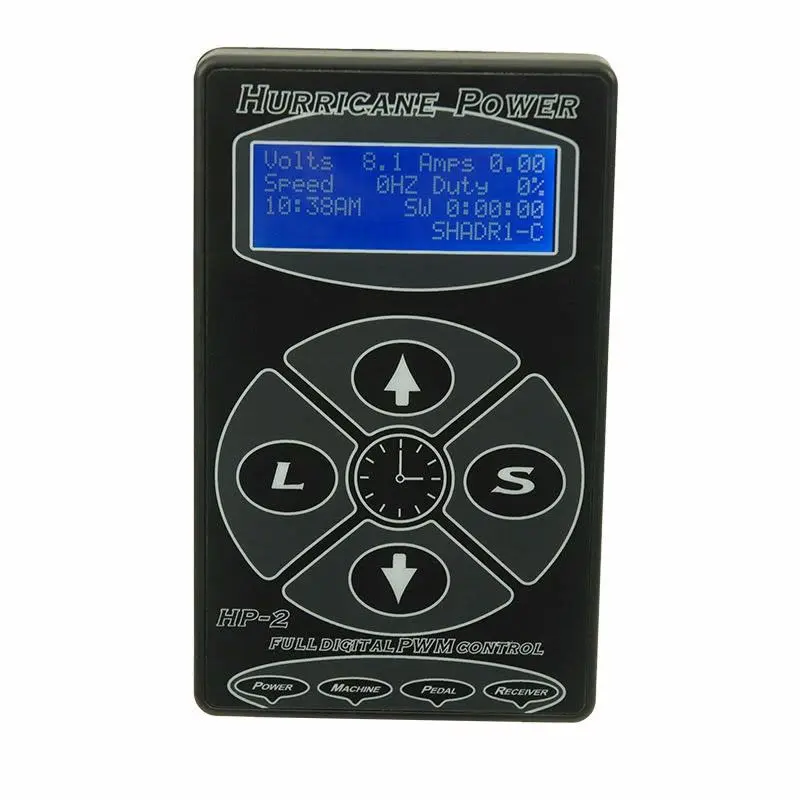 HURRICANE POWER
Volts 8.1 Amps 0.00
Speed 0HZ Duty 0%
10:38AM SW 0:00:00
SHADR1-C
L
S
HP-2
FULL DIGITAL PWM CONTROL
POWER MACHINE PEDAL RECEIVER